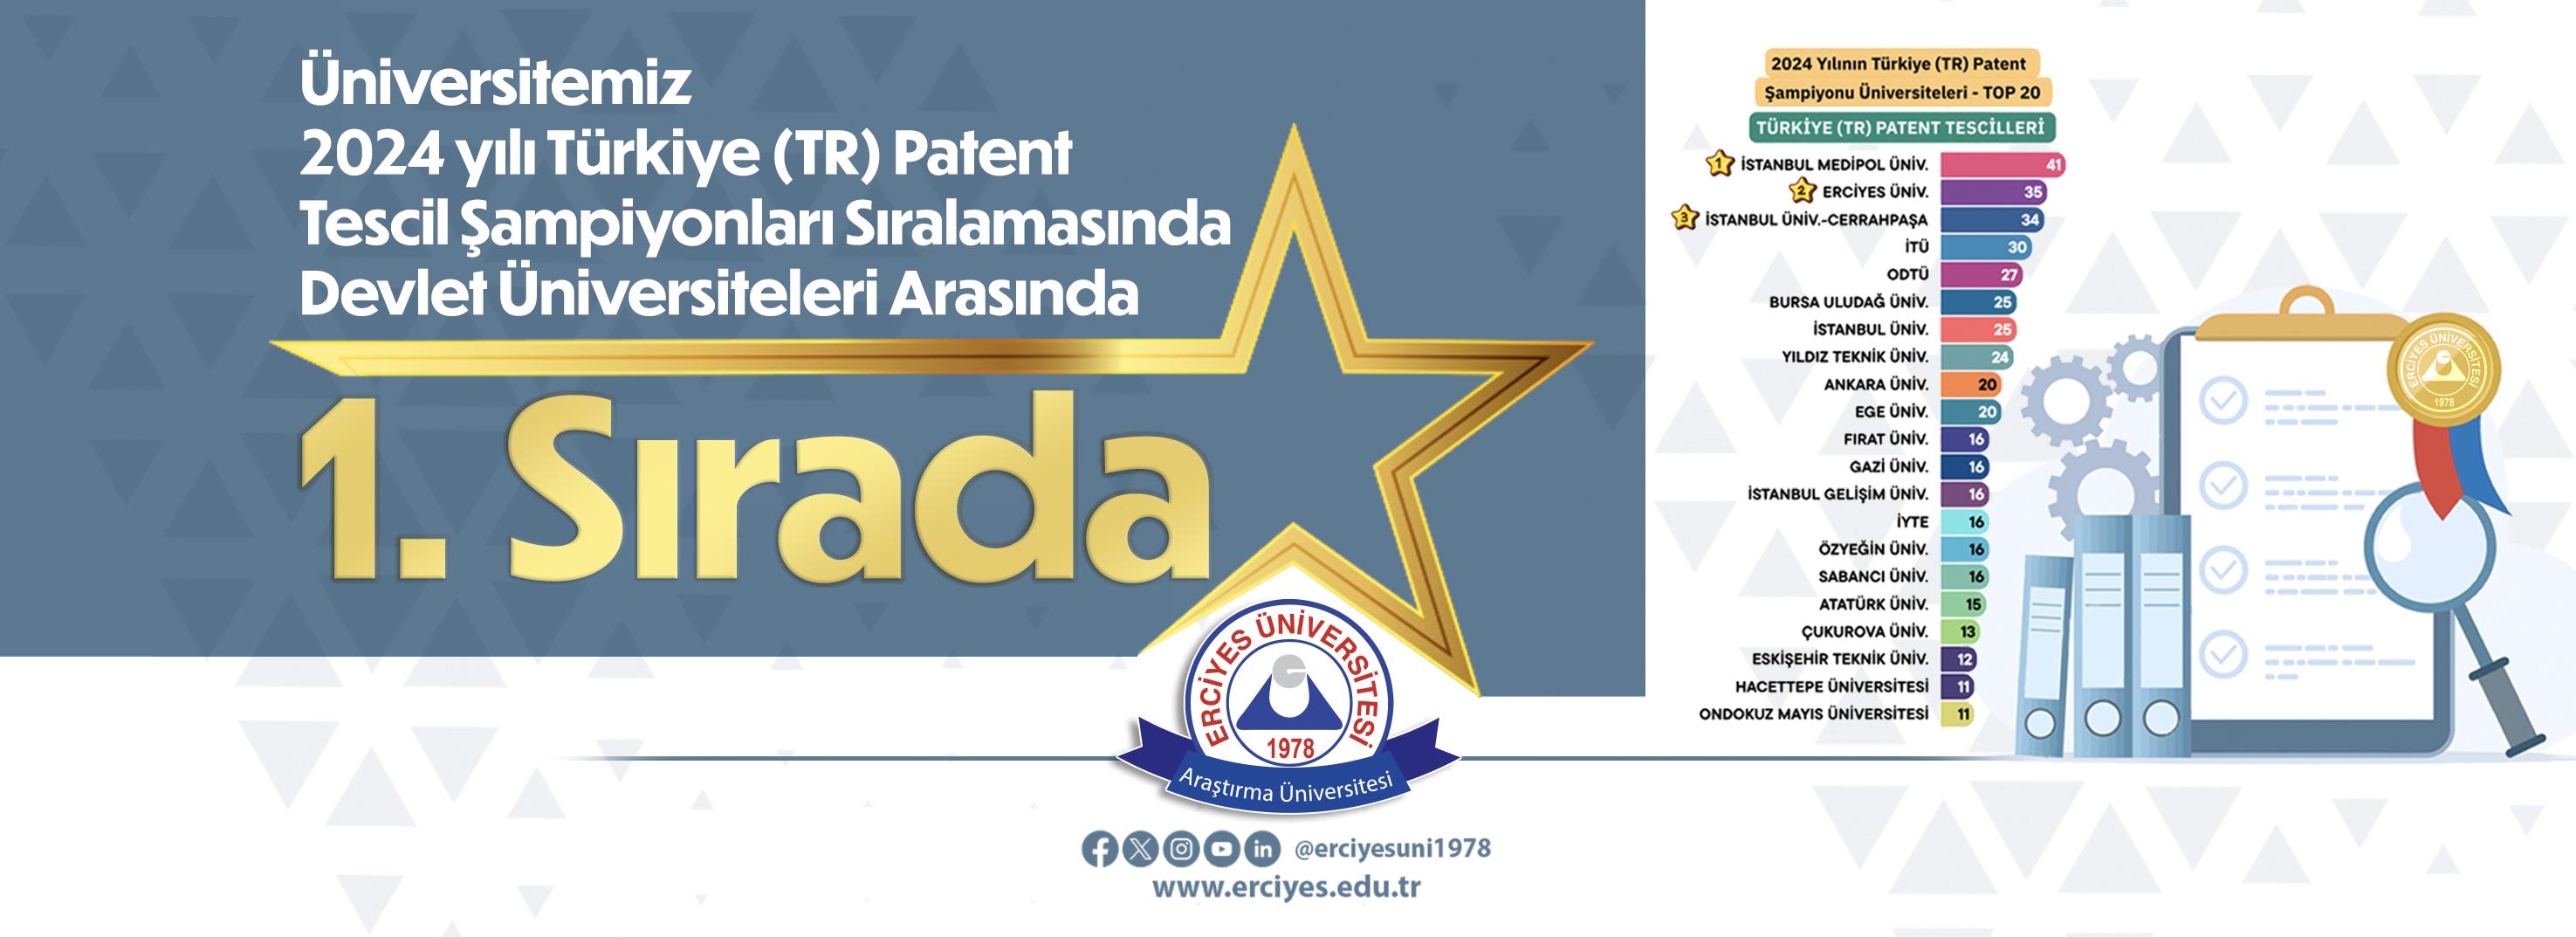 Üniversitemiz
2024 yılı Türkiye (TR) Patent
Tescil Şampiyonları Sıralamasında
Devlet Üniversiteleri Arasında
1. Sırada
ERCİYES ÜNİVERSİTESİ
1978
Araştırma Üniversitesi
@erciyesuni1978
www.erciyes.edu.tr
2024 Yılının Türkiye (TR) Patent
Şampiyonu Üniversiteleri - TOP 20
TÜRKİYE (TR) PATENT TESCİLLERİ
1 İSTANBUL MEDİPOL ÜNİV. 41
2 ERCİYES ÜNİV. 35
3 İSTANBUL ÜNİV.-CERRAHPAŞA 34
İTÜ 30
ODTÜ 27
BURSA ULUDAĞ ÜNİV. 25
İSTANBUL ÜNİV. 25
YILDIZ TEKNİK ÜNİV. 24
ANKARA ÜNİV. 20
EGE ÜNİV. 20
FIRAT ÜNİV. 16
GAZİ ÜNİV. 16
İSTANBUL GELİŞİM ÜNİV. 16
İYTE 16
ÖZYEĞİN ÜNİV. 16
SABANCI ÜNİV. 16
ATATÜRK ÜNİV. 15
ÇUKUROVA ÜNİV. 13
ESKİŞEHİR TEKNİK ÜNİV. 12
HACETTEPE ÜNİVERSİTESİ 11
ONDOKUZ MAYIS ÜNİVERSİTESİ 11
ERCİYES ÜNİVERSİTESİ
1978